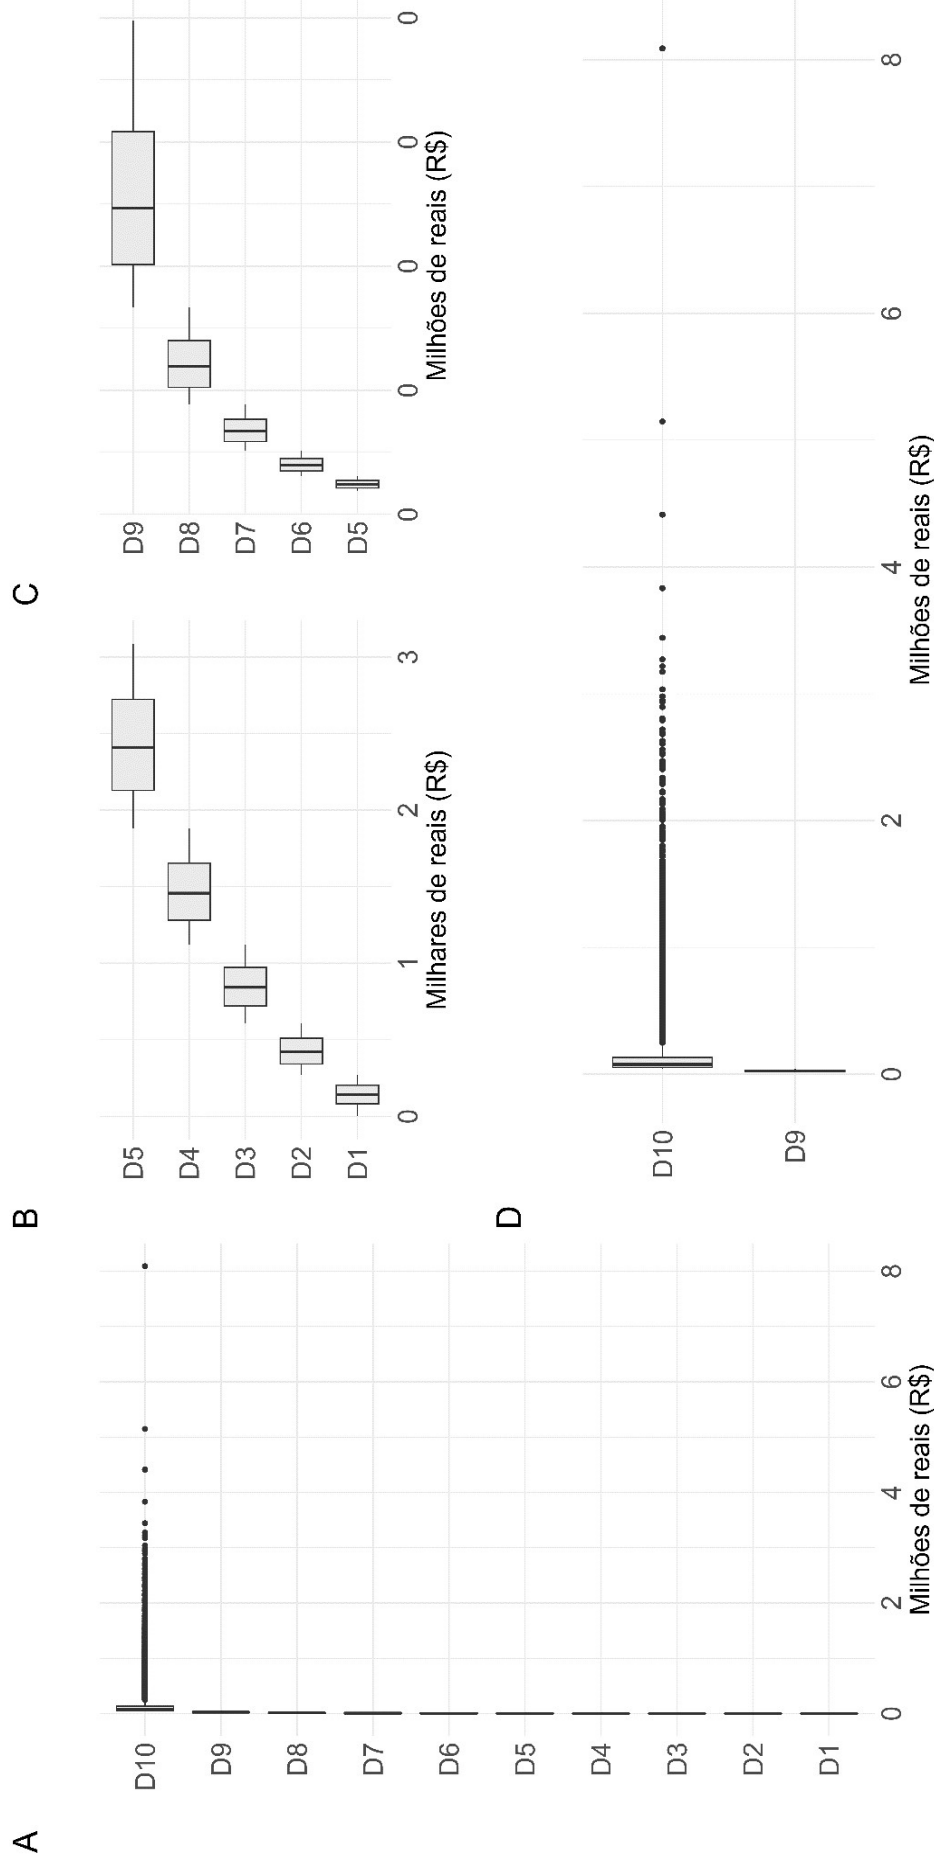 A
D10
D9
D8
D7
D6
D5
D4
D3
D2
D1
0 2 4 6 8
Milhões de reais (R$)
B
D5
D4
D3
D2
D1
0 1 2 3
Milhares de reais (R$)
C
D9
D8
D7
D6
D5
0 0 0 0 0
Milhões de reais (R$)
D
D10
D9
0 2 4 6 8
Milhões de reais (R$)